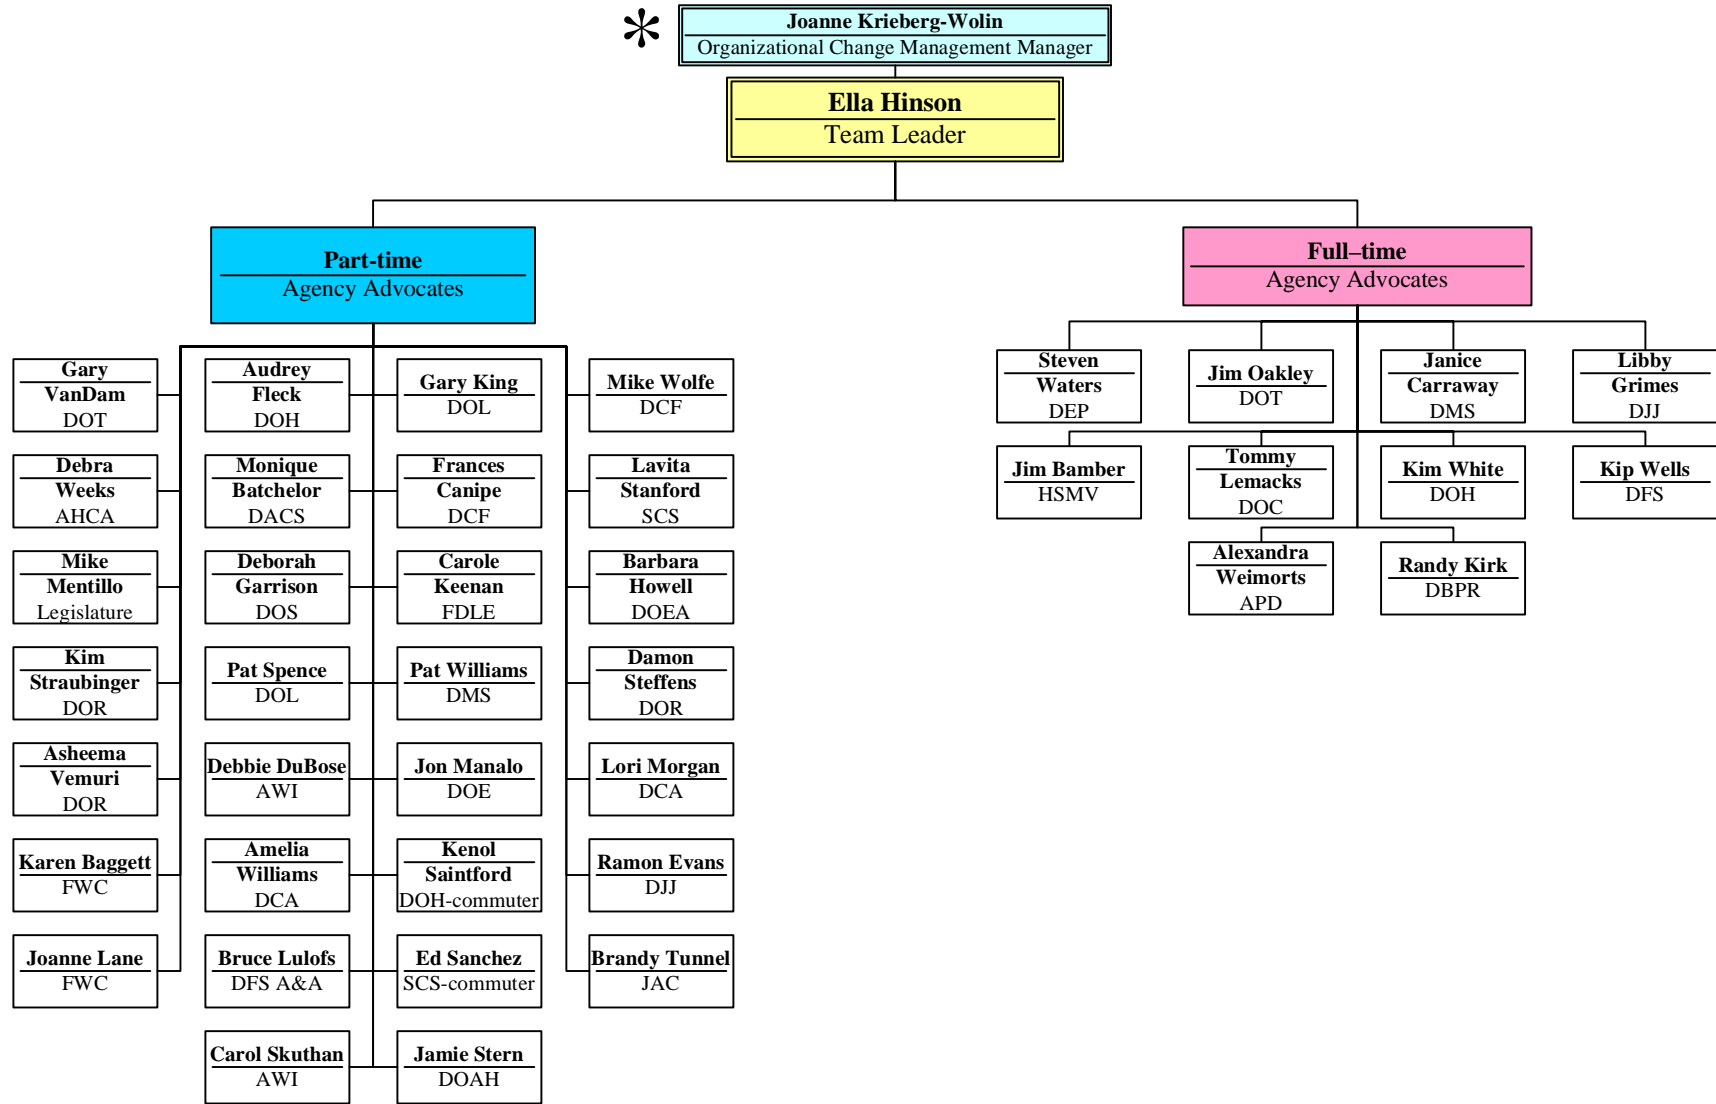 *
Joanne Krieberg-Wolin
Organizational Change Management Manager
Ella Hinson
Team Leader
Part-time
Agency Advocates
Full–time
Agency Advocates
Gary
VanDam
DOT
Audrey
Fleck
DOH
Gary King
DOL
Mike Wolfe
DCF
Debra
Weeks
AHCA
Monique
Batchelor
DACS
Frances
Canipe
DCF
Lavita
Stanford
SCS
Mike
Mentillo
Legislature
Deborah
Garrison
DOS
Carole
Keenan
FDLE
Barbara
Howell
DOEA
Kim
Straubinger
DOR
Pat Spence
DOL
Pat Williams
DMS
Damon
Steffens
DOR
Asheema
Vemuri
DOR
Debbie DuBose
AWI
Jon Manalo
DOE
Lori Morgan
DCA
Karen Baggett
FWC
Amelia
Williams
DCA
Kenol
Saintford
DOH-commuter
Ramon Evans
DJJ
Joanne Lane
FWC
Bruce Lulofs
DFS A&A
Ed Sanchez
SCS-commuter
Brandy Tunnel
JAC
Carol Skuthan
AWI
Jamie Stern
DOAH
Steven
Waters
DEP
Jim Oakley
DOT
Janice
Carraway
DMS
Libby
Grimes
DJJ
Jim Bamber
HSMV
Tommy
Lemacks
DOC
Kim White
DOH
Kip Wells
DFS
Alexandra
Weimorts
APD
Randy Kirk
DBPR